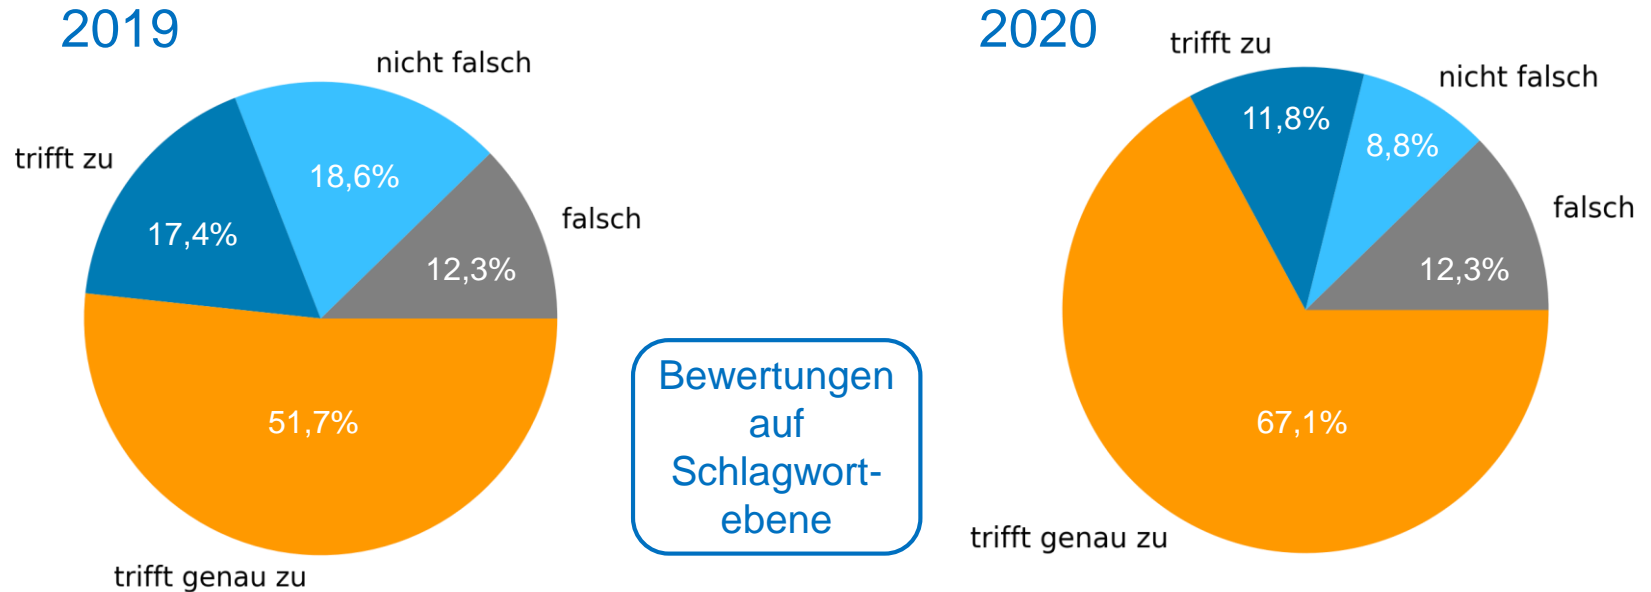 2019
nicht falsch
trifft zu
18,6%
17,4%
falsch
12,3%
51,7%
trifft genau zu
Bewertungen
auf
Schlagwort-
ebene
2020
trifft zu
nicht falsch
11,8%
8,8%
falsch
12,3%
67,1%
trifft genau zu